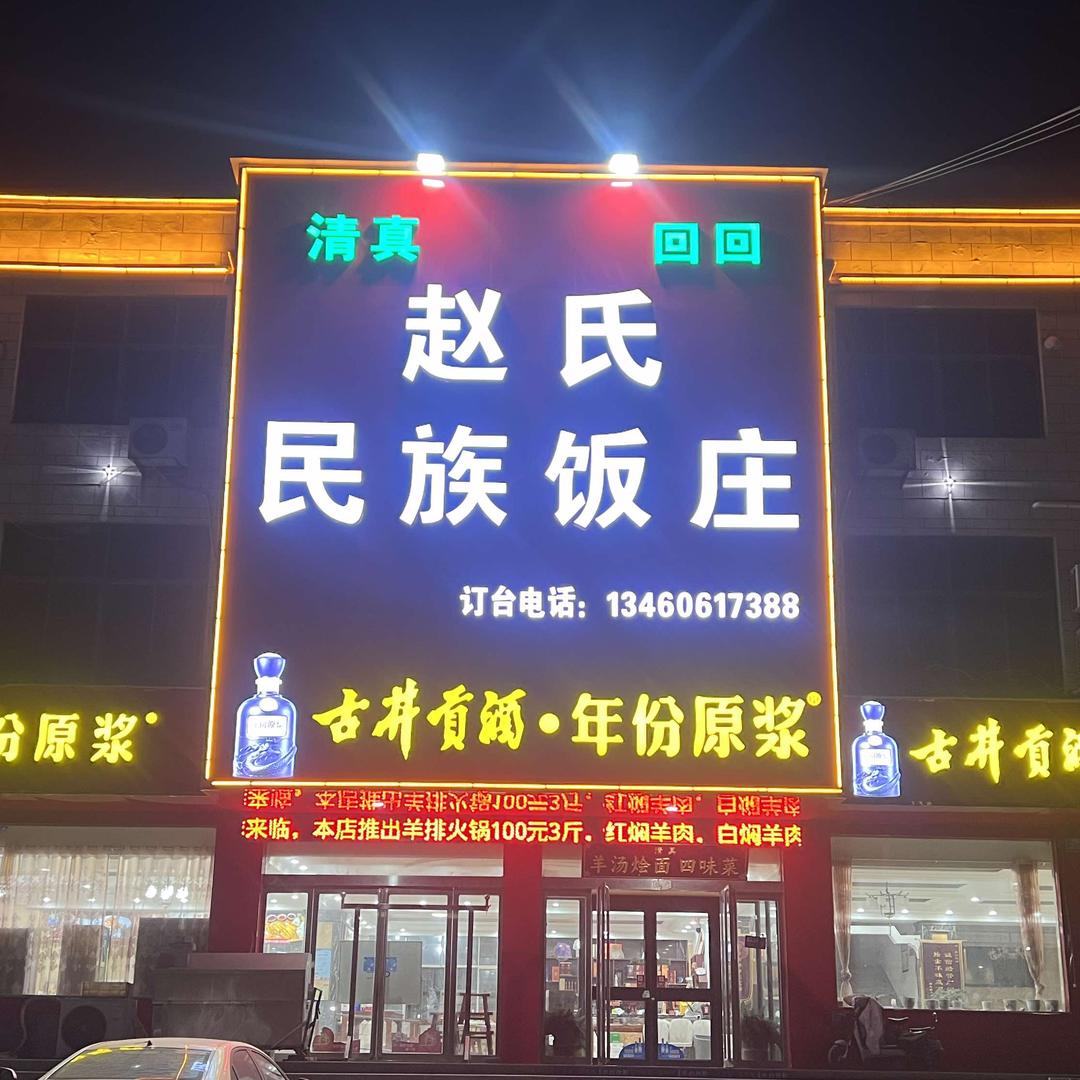 清真 回回
赵氏
民族饭庄
订台电话：13460617388
古井贡酒·年份原浆
份原浆
古井贡
来临，本店推出羊排火锅100元3斤，红焖羊肉，白焖羊肉
清真
羊汤烩面 四味菜